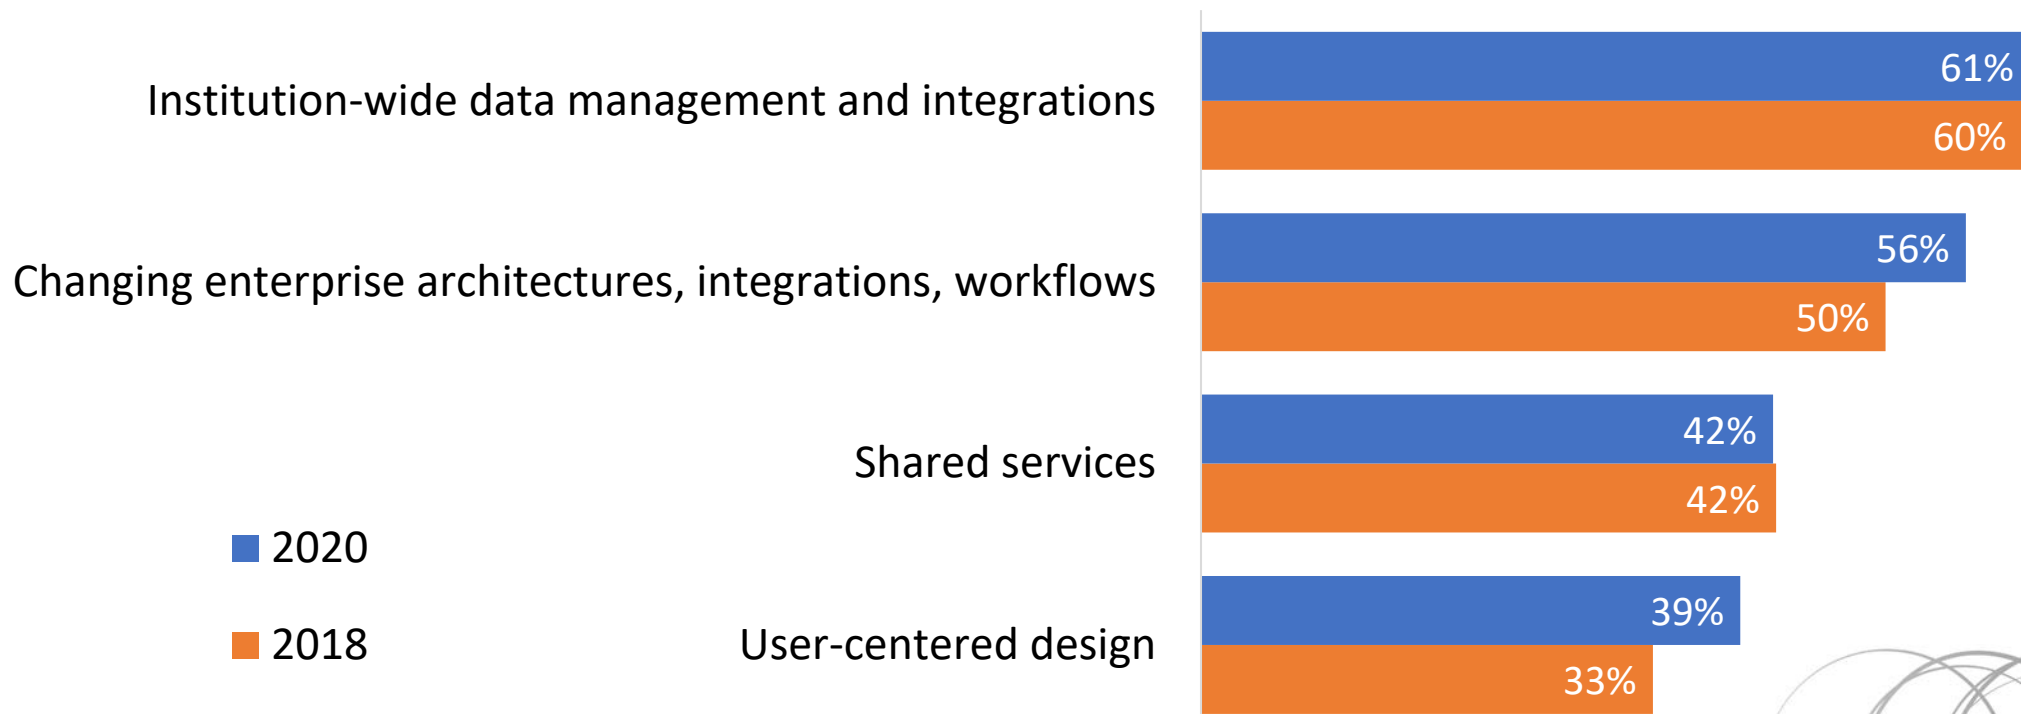 Institution-wide data management and integrations
61%
60%
Changing enterprise architectures, integrations, workflows
56%
50%
Shared services
42%
42%
2020
2018
User-centered design
39%
33%